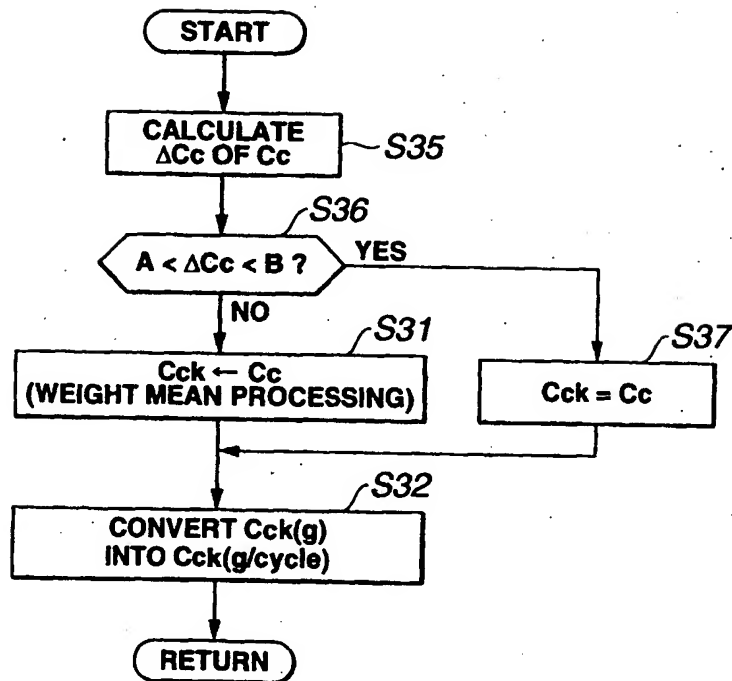 START
CALCULATE
ΔCc OF Cc
S35
S36
A < ΔCc < B ?
YES
NO
S31
Cck ← Cc
(WEIGHT MEAN PROCESSING)
S37
Cck = Cc
S32
CONVERT Cck(g)
INTO Cck(g/cycle)
RETURN